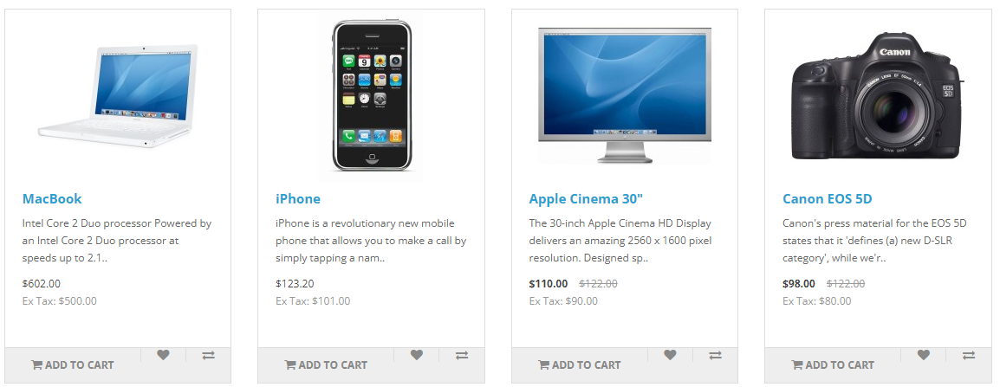 Canon
EOS
5D
MacBook
Intel Core 2 Duo processor Powered by
an Intel Core 2 Duo processor at
speeds up to 2.1..
$602.00
Ex Tax: $500.00
ADD TO CART
iPhone
iPhone is a revolutionary new mobile
phone that allows you to make a call by
simply tapping a nam..
$123.20
Ex Tax: $101.00
ADD TO CART
Apple Cinema 30"
The 30-inch Apple Cinema HD Display
delivers an amazing 2560 x 1600 pixel
resolution. Designed sp..
$110.00 $122.00
Ex Tax: $90.00
ADD TO CART
Canon EOS 5D
Canon's press material for the EOS 5D
states that it 'defines (a) new D-SLR
category', while we'r..
$98.00 $122.00
Ex Tax: $80.00
ADD TO CART